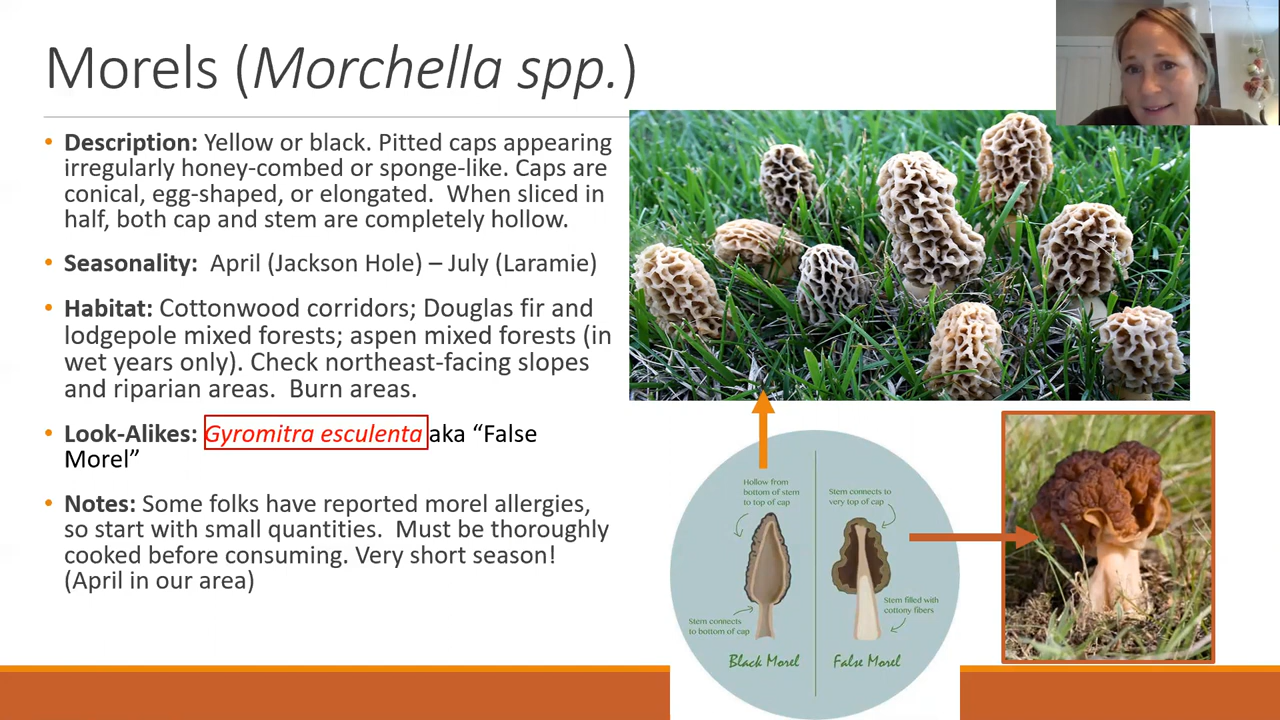 Morels (Morchella spp.)
• Description: Yellow or black. Pitted caps appearing
irregularly honey-combed or sponge-like. Caps are
conical, egg-shaped, or elongated.  When sliced in
half, both cap and stem are completely hollow.
• Seasonality:  April (Jackson Hole) – July (Laramie)
• Habitat: Cottonwood corridors; Douglas fir and
lodgepole mixed forests; aspen mixed forests (in
wet years only). Check northeast-facing slopes
and riparian areas.  Burn areas.
• Look-Alikes: Gyromitra esculenta aka “False
Morel”
• Notes: Some folks have reported morel allergies,
so start with small quantities.  Must be thoroughly
cooked before consuming. Very short season!
(April in our area)
Hollow from
bottom of stem
to top of cap
Stem connects
to bottom of cap
Black Morel
Stem connects to
very top of cap
Stem filled with
cottony fibers
False Morel